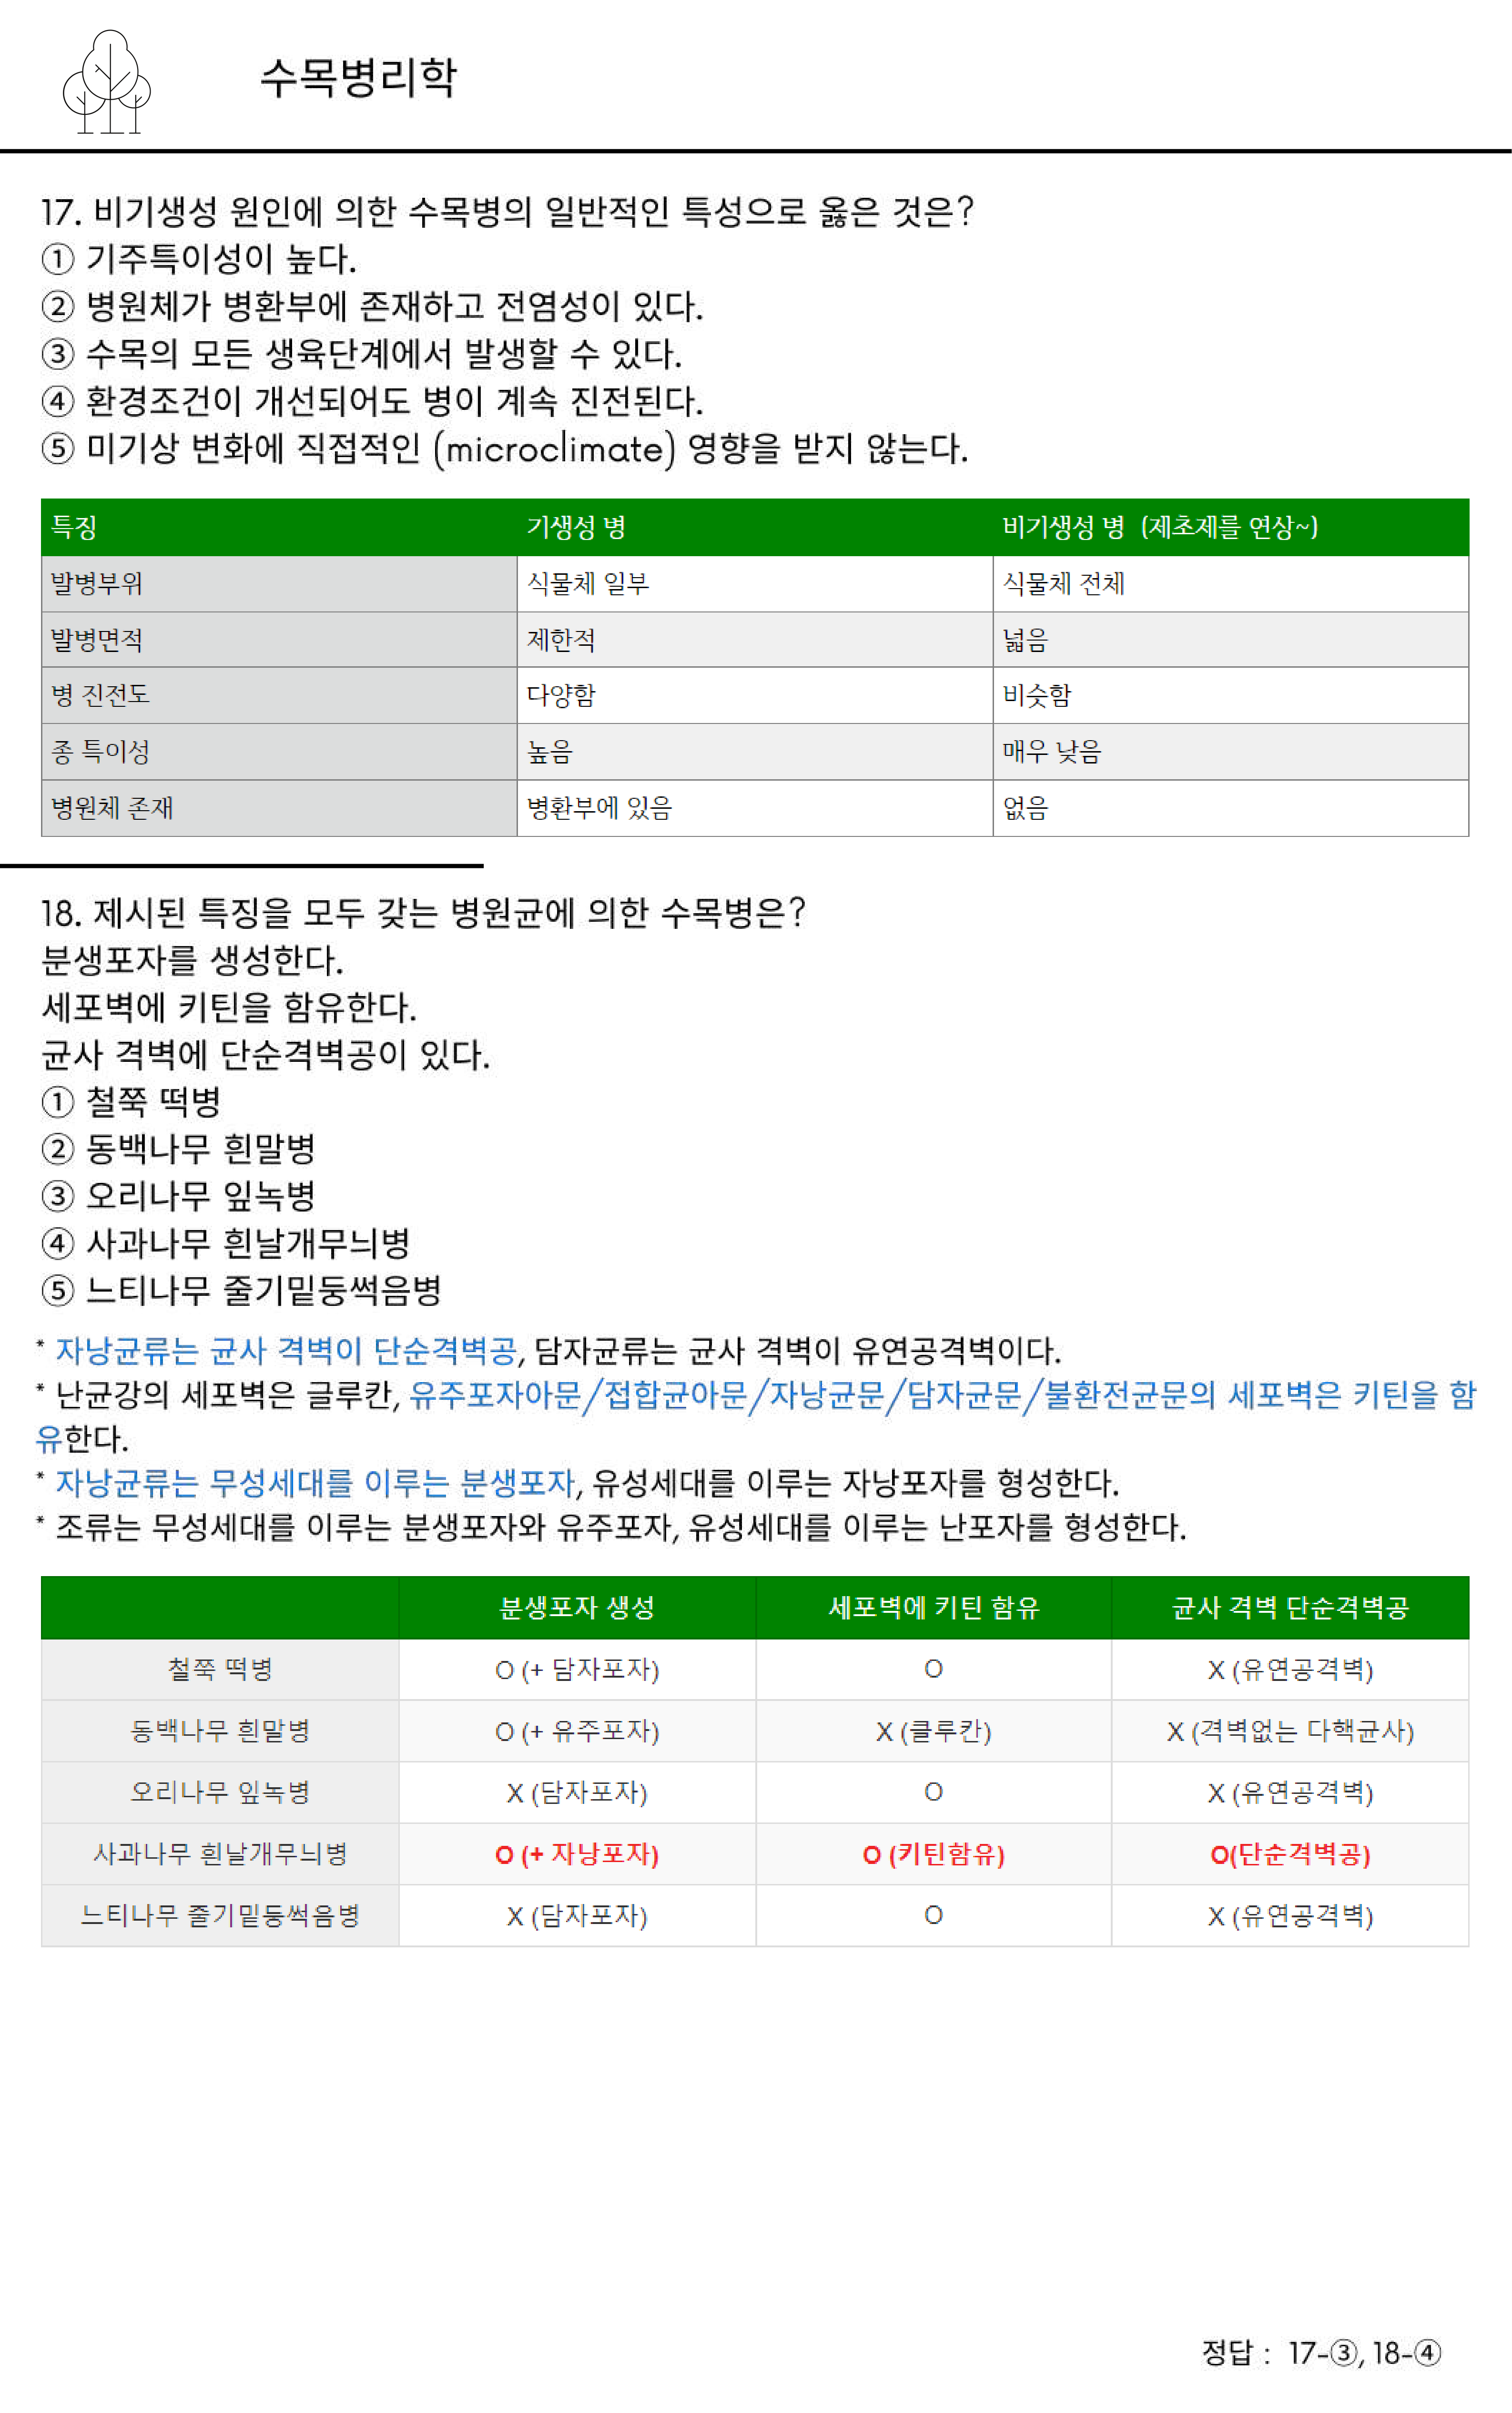 수목병리학
17. 비기생성 원인에 의한 수목병의 일반적인 특성으로 옳은 것은?
① 기주특이성이 높다.
② 병원체가 병환부에 존재하고 전염성이 있다.
③ 수목의 모든 생육단계에서 발생할 수 있다.
④ 환경조건이 개선되어도 병이 계속 진전된다.
⑤ 미기상 변화에 직접적인 (microclimate) 영향을 받지 않는다.
특징 기생성 병 비기생성 병 (제초제를 연상~)
발병부위 식물체 일부 식물체 전체
발병면적 제한적 넓음
병 진전도 다양함 비슷함
종 특이성 높음 매우 낮음
병원체 존재 병환부에 있음 없음
18. 제시된 특징을 모두 갖는 병원균에 의한 수목병은?
분생포자를 생성한다.
세포벽에 키틴을 함유한다.
균사 격벽에 단순격벽공이 있다.
① 철쭉 떡병
② 동백나무 흰말병
③ 오리나무 잎녹병
④ 사과나무 흰날개무늬병
⑤ 느티나무 줄기밑둥썩음병
* 자낭균류는 균사 격벽이 단순격벽공, 담자균류는 균사 격벽이 유연공격벽이다.
* 난균강의 세포벽은 글루칸, 유주포자아문/접합균아문/자낭균문/담자균문/불환전균문의 세포벽은 키틴을 함
유한다.
* 자낭균류는 무성세대를 이루는 분생포자, 유성세대를 이루는 자낭포자를 형성한다.
* 조류는 무성세대를 이루는 분생포자와 유주포자, 유성세대를 이루는 난포자를 형성한다.
분생포자 생성 세포벽에 키틴 함유 균사 격벽 단순격벽공
철쭉 떡병 O (+ 담자포자) O X (유연공격벽)
동백나무 흰말병 O (+ 유주포자) X (글루칸) X (격벽없는 다핵균사)
오리나무 잎녹병 X (담자포자) O X (유연공격벽)
사과나무 흰날개무늬병 O (+ 자낭포자) O (키틴함유) O(단순격벽공)
느티나무 줄기밑둥썩음병 X (담자포자) O X (유연공격벽)
정답 : 17-③, 18-④